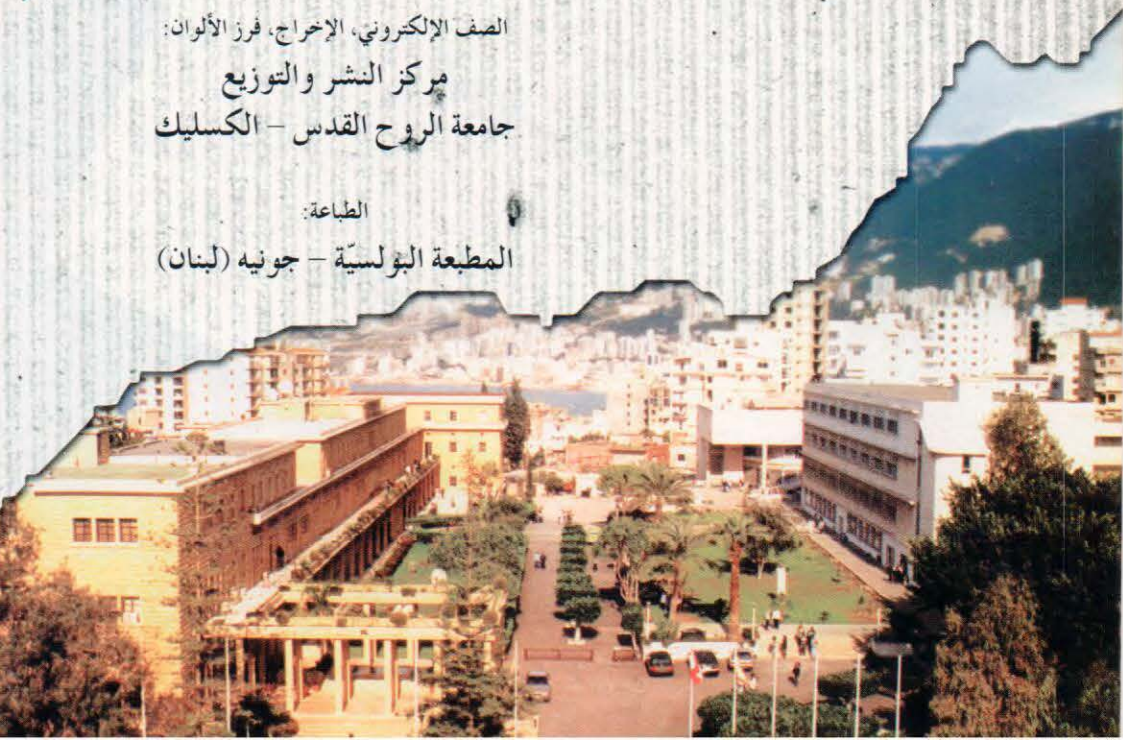 الصفّ الإلكترونيّ، الإخراج، فرز الألوان:
مركز النشر والتوزيع
جامعة الروح القدس – الكسليك
الطباعة:
المطبعة البولسيّة – جونيه (لبنان)